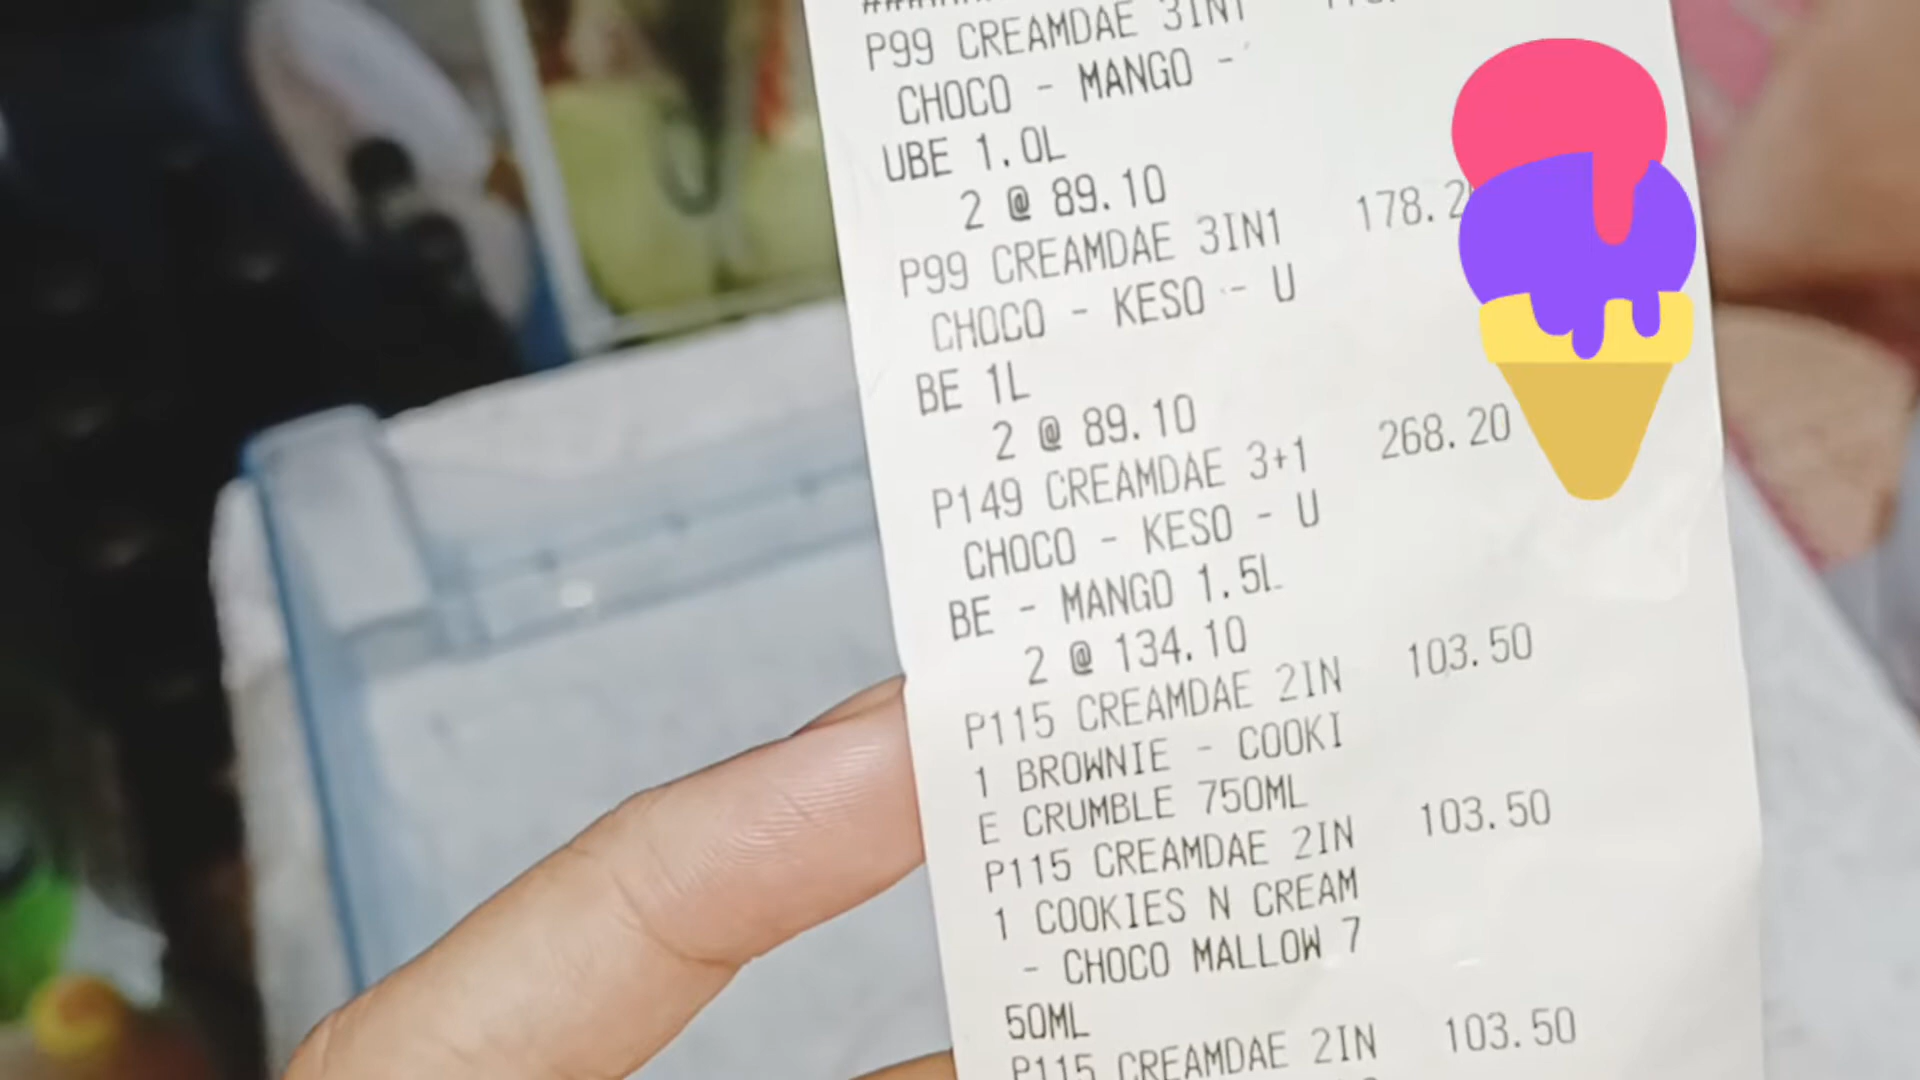 P99 CREAMDAE 3IN1
CHOCO - MANGO -
UBE 1.0L
2 @ 89.10
P99 CREAMDAE 3IN1 178.2
CHOCO - KESO - U
BE 1L
2 @ 89.10
P149 CREAMDAE 3+1 268.20
CHOCO - KESO - U
BE - MANGO 1.5L
2 @ 134.10
P115 CREAMDAE 2IN 103.50
1 BROWNIE - COOKI
E CRUMBLE 750ML
P115 CREAMDAE 2IN 103.50
1 COOKIES N CREAM
- CHOCO MALLOW 7
50ML
P115 CREAMDAE 2IN 103.50